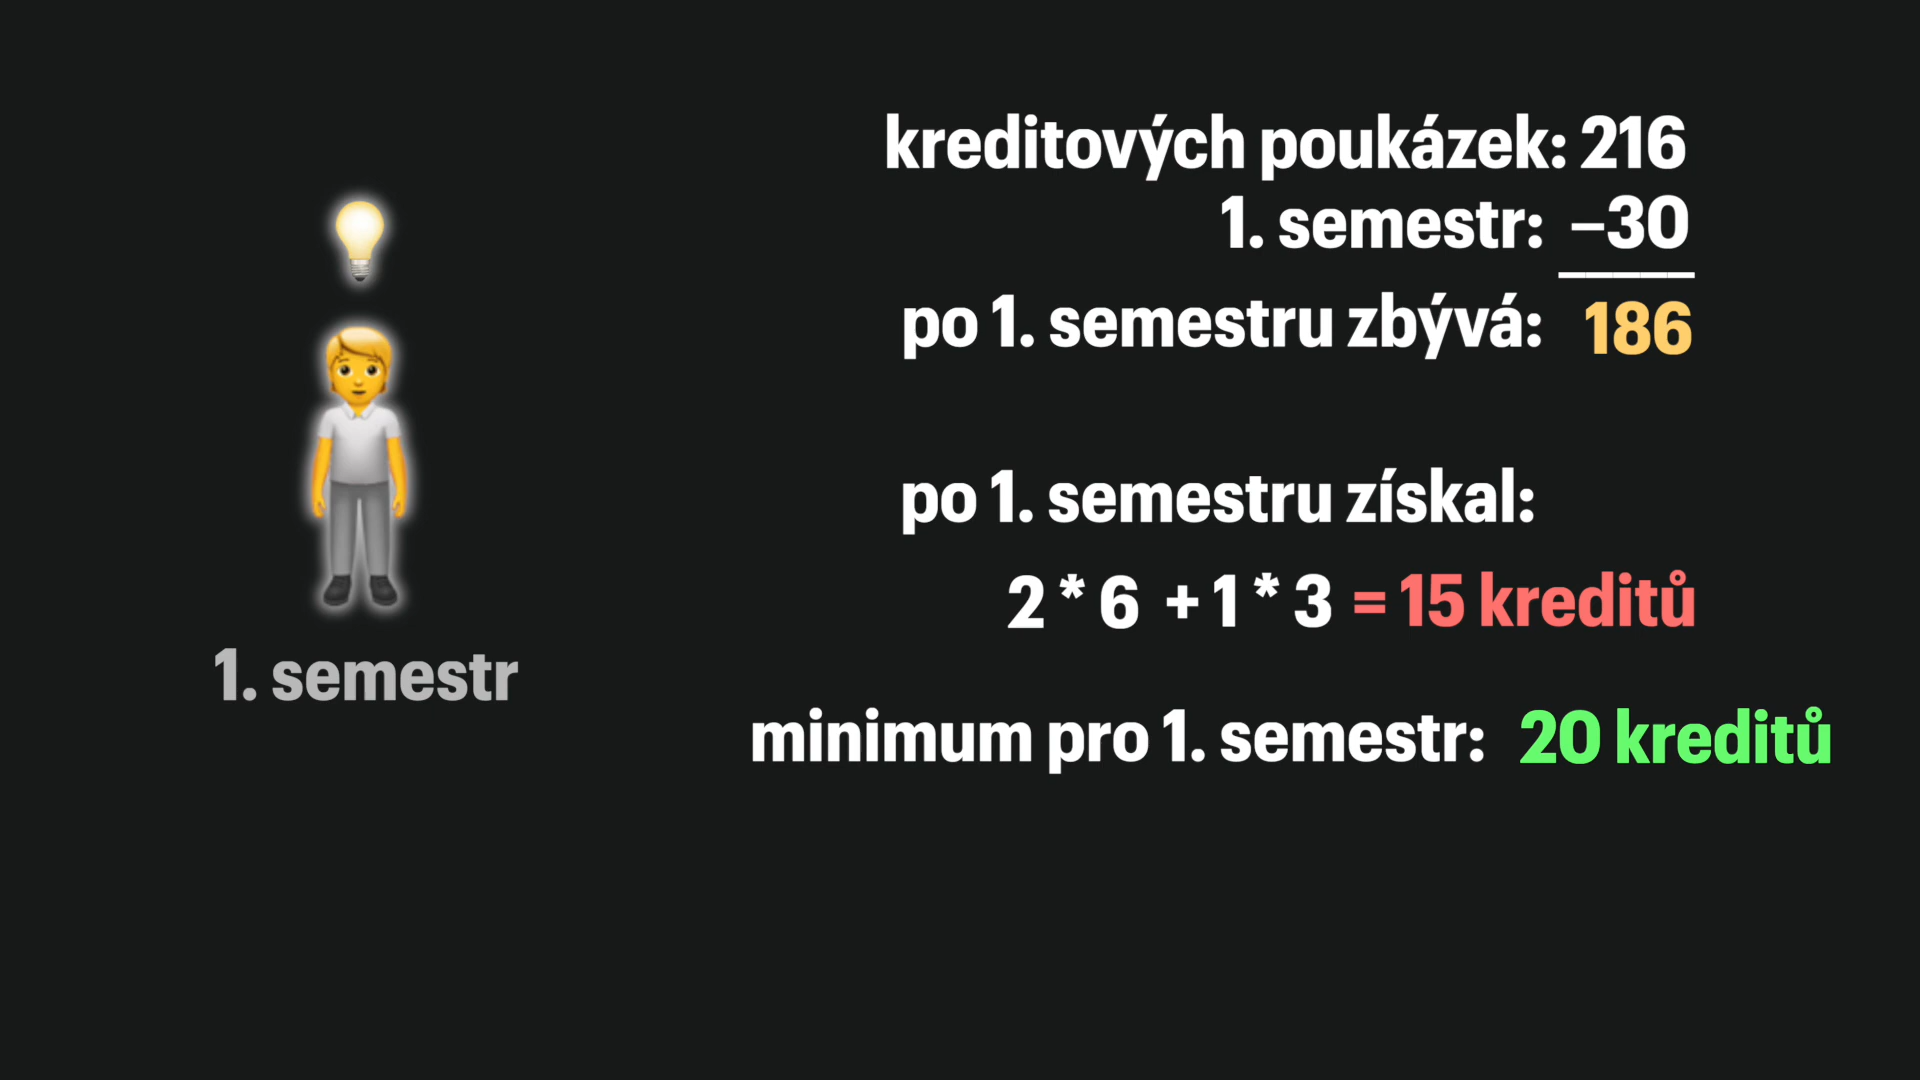 kreditových poukázek: 216
1. semestr: –30
po 1. semestru zbývá: 186
po 1. semestru získal:
2 * 6 + 1 * 3 = 15 kreditů
1. semestr
minimum pro 1. semestr: 20 kreditů